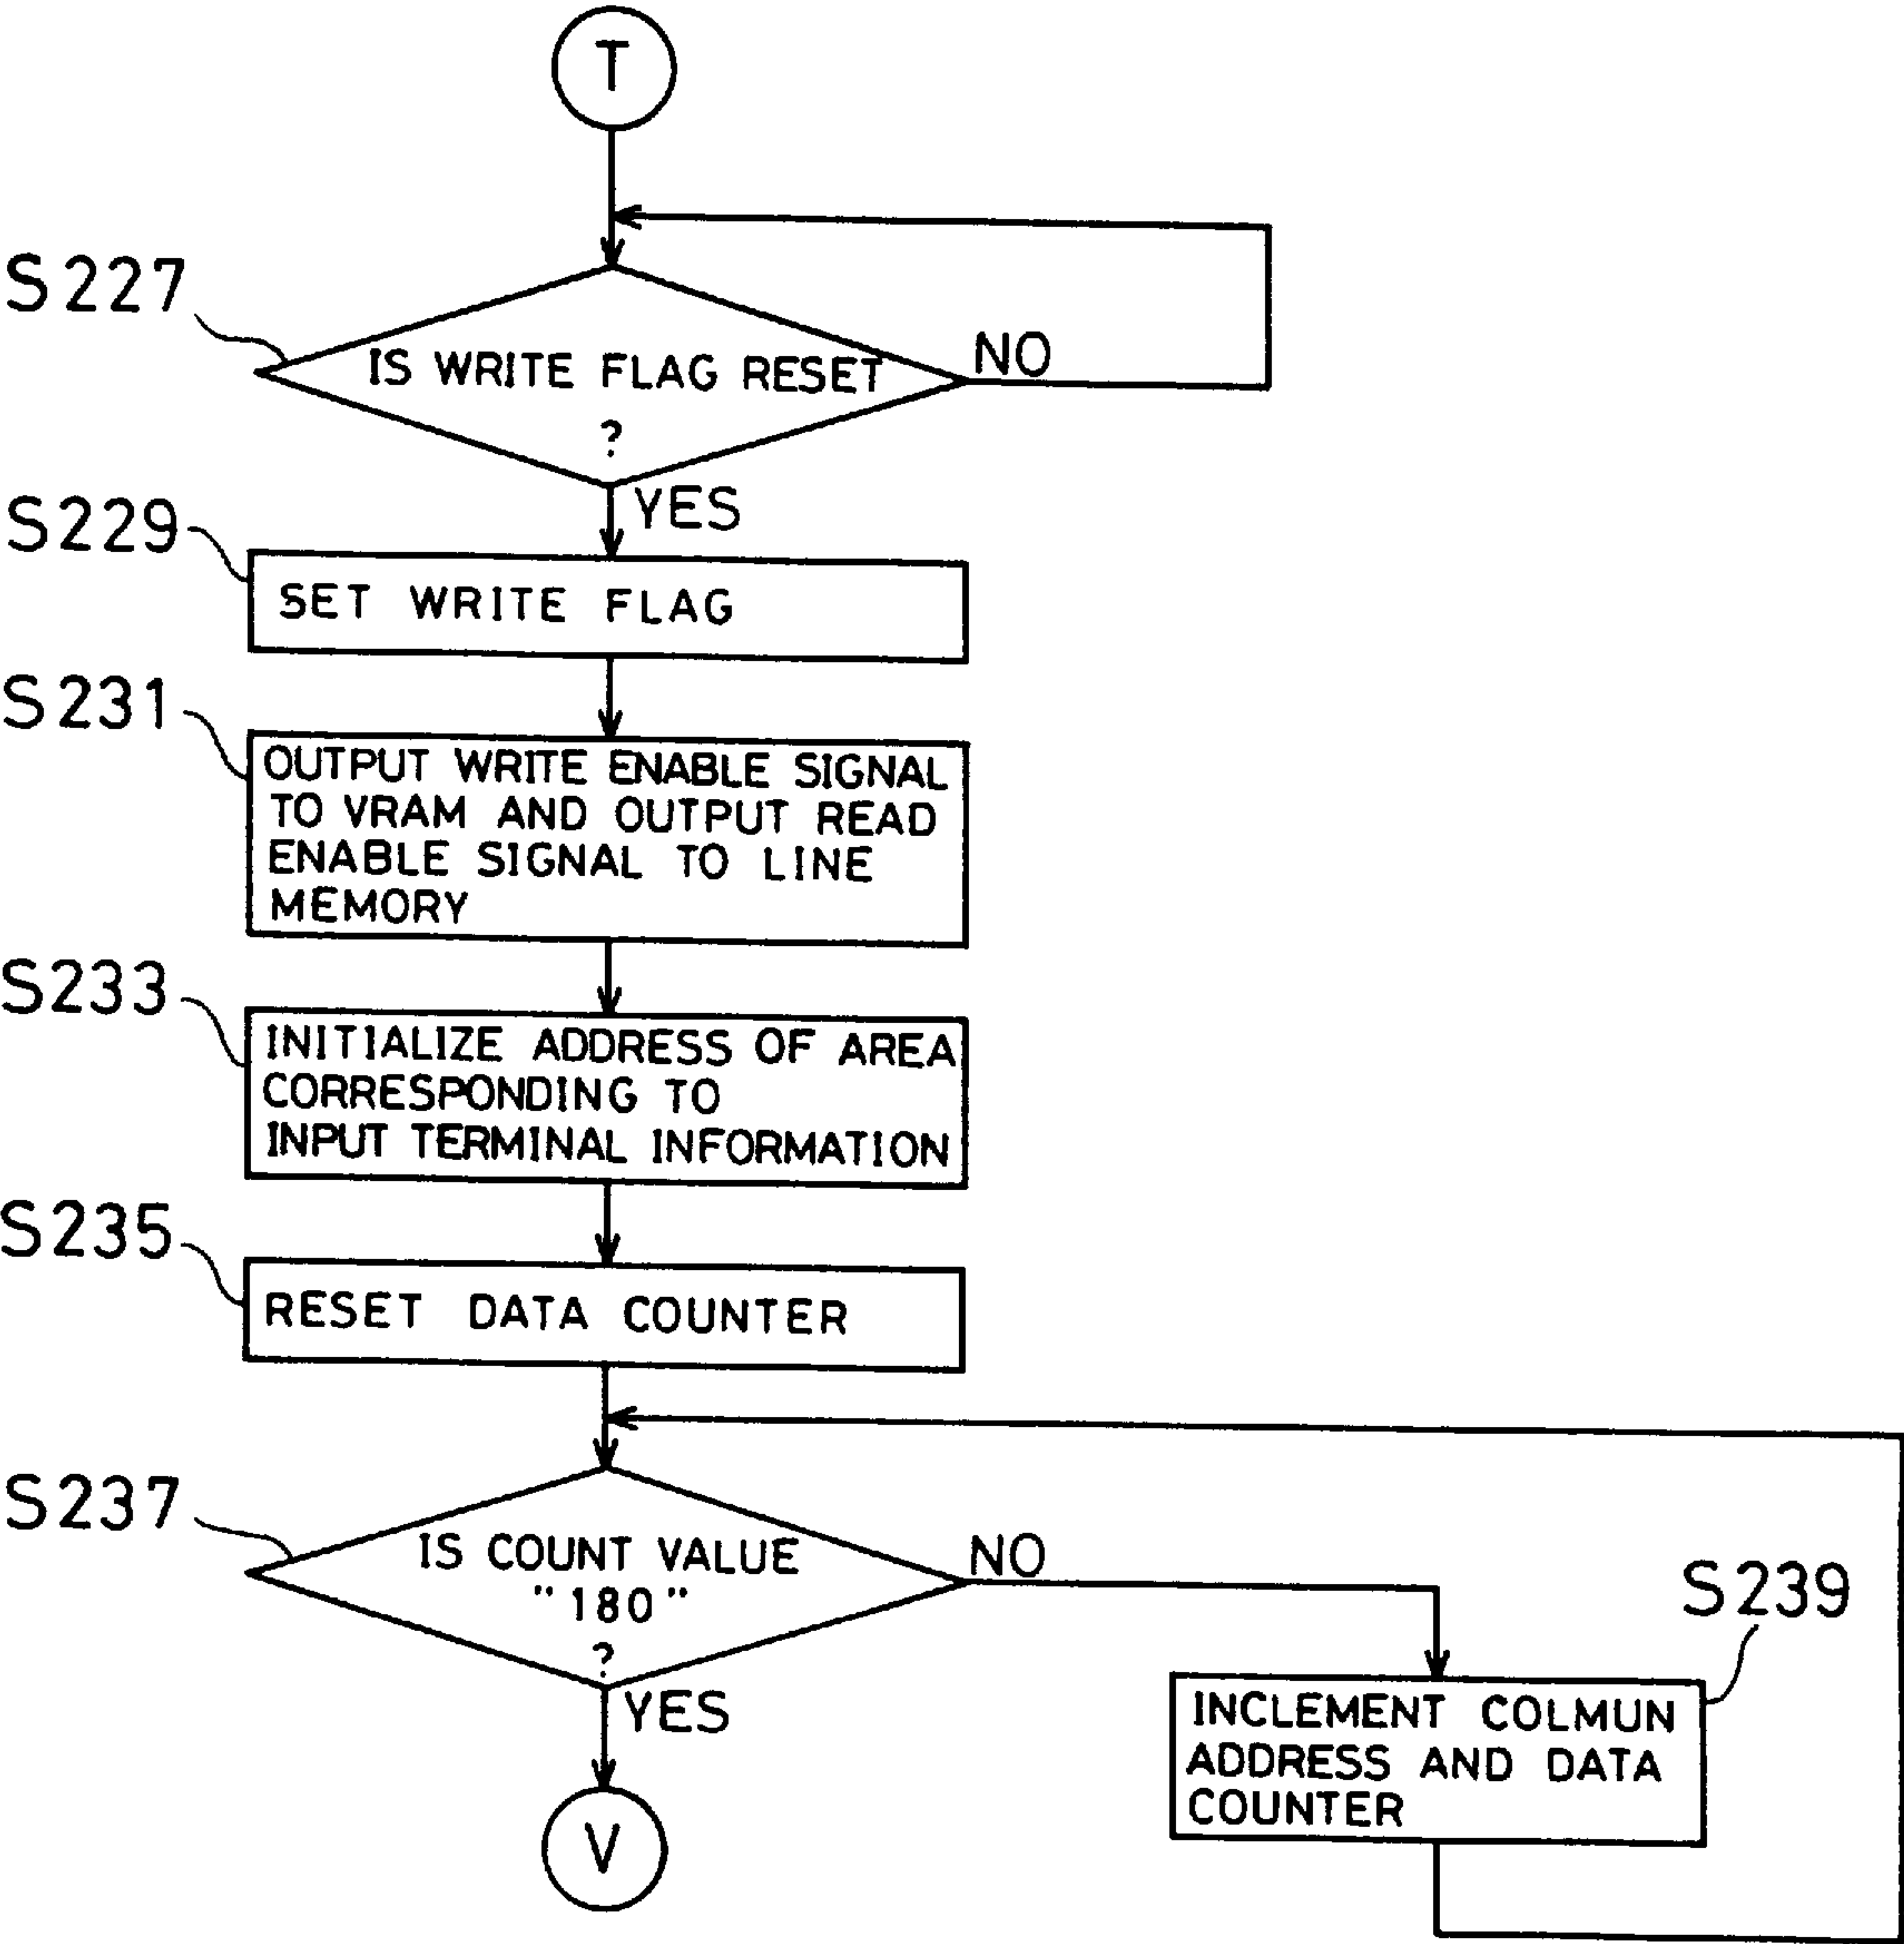 T
S227
IS WRITE FLAG RESET
?
NO
YES
S229
SET WRITE FLAG
S231
OUTPUT WRITE ENABLE SIGNAL
TO VRAM AND OUTPUT READ
ENABLE SIGNAL TO LINE
MEMORY
S233
INITIALIZE ADDRESS OF AREA
CORRESPONDING TO
INPUT TERMINAL INFORMATION
S235
RESET DATA COUNTER
S237
IS COUNT VALUE
"180"
?
NO
YES
S239
INCLEMENT COLMUN
ADDRESS AND DATA
COUNTER
V